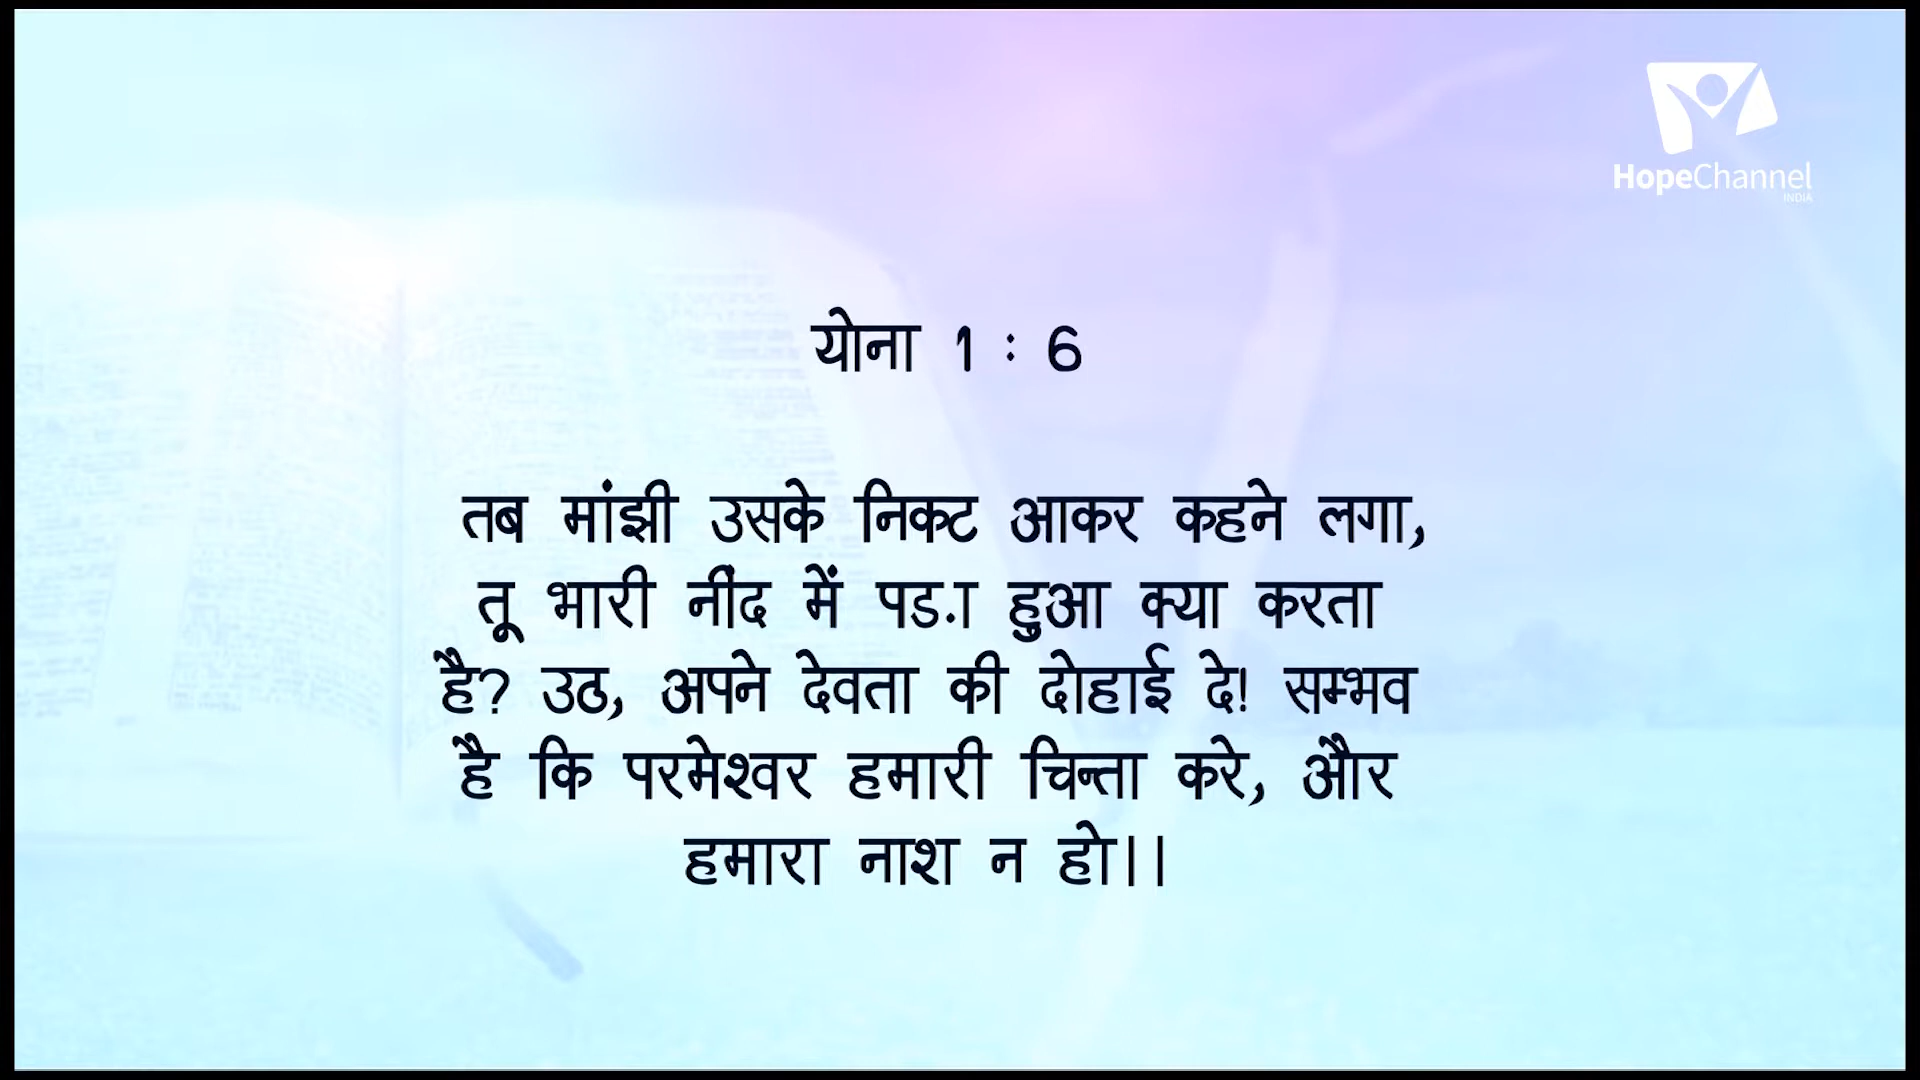 HopeChannel
INDIA
योना 1 : 6
तब मांझी उसके निकट आकर कहने लगा,
तू भारी नींद में पड.ा हुआ क्या करता
है? उठ, अपने देवता की दोहाई दे! सम्भव
है कि परमेश्वर हमारी चिन्ता करे, और
हमारा नाश न हो।।